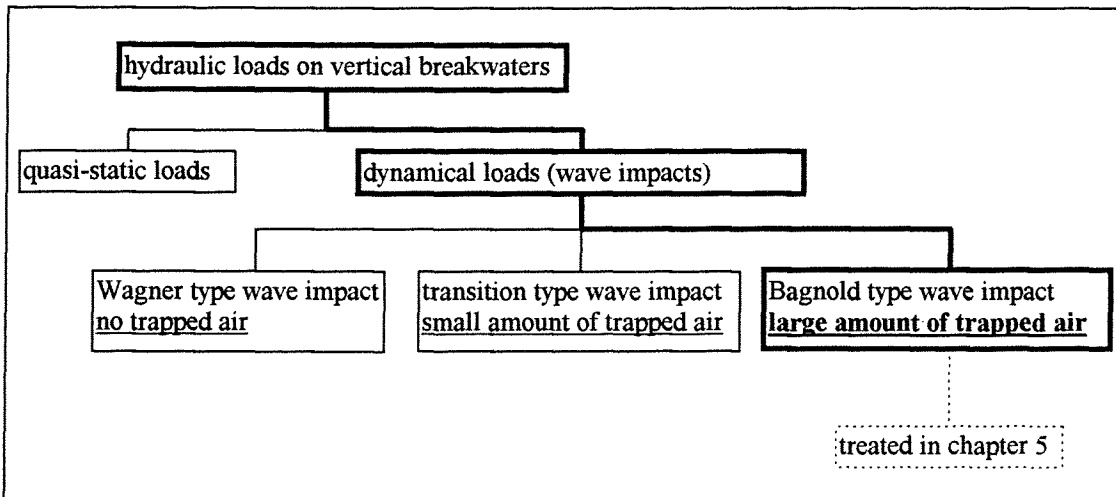 hydraulic loads on vertical breakwaters
quasi-static loads
dynamical loads (wave impacts)
Wagner type wave impact
no trapped air
transition type wave impact
small amount of trapped air
Bagnold type wave impact
large amount of trapped air
treated in chapter 5